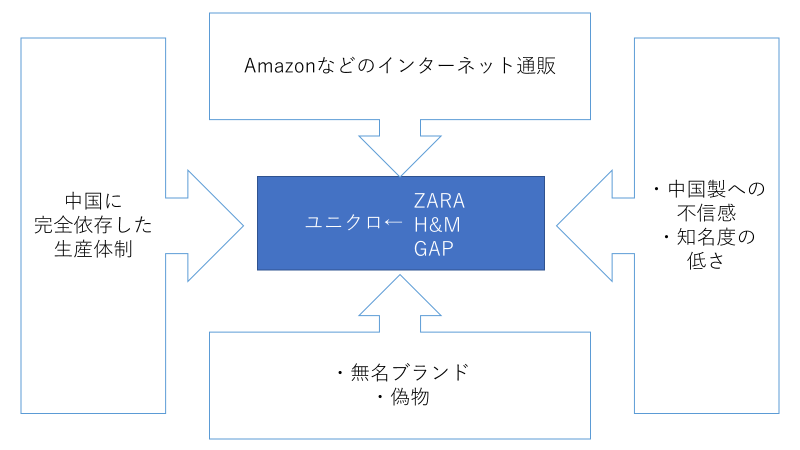 Amazonなどのインターネット通販
中国に
完全依存した
生産体制
ZARA
ユニクロ← H&M
GAP
・中国製への
不信感
・知名度の
低さ
・無名ブランド
・偽物